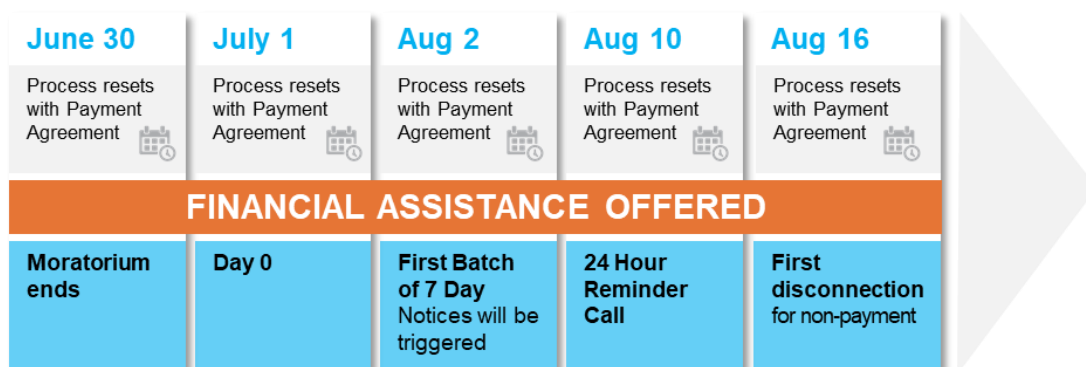 June 30
July 1
Aug 2
Aug 10
Aug 16
Process resets
with Payment
Agreement
Process resets
with Payment
Agreement
Process resets
with Payment
Agreement
Process resets
with Payment
Agreement
Process resets
with Payment
Agreement
FINANCIAL ASSISTANCE OFFERED
Moratorium
ends
Day 0
First Batch
of 7 Day
Notices will be
triggered
24 Hour
Reminder
Call
First
disconnection
for non-payment